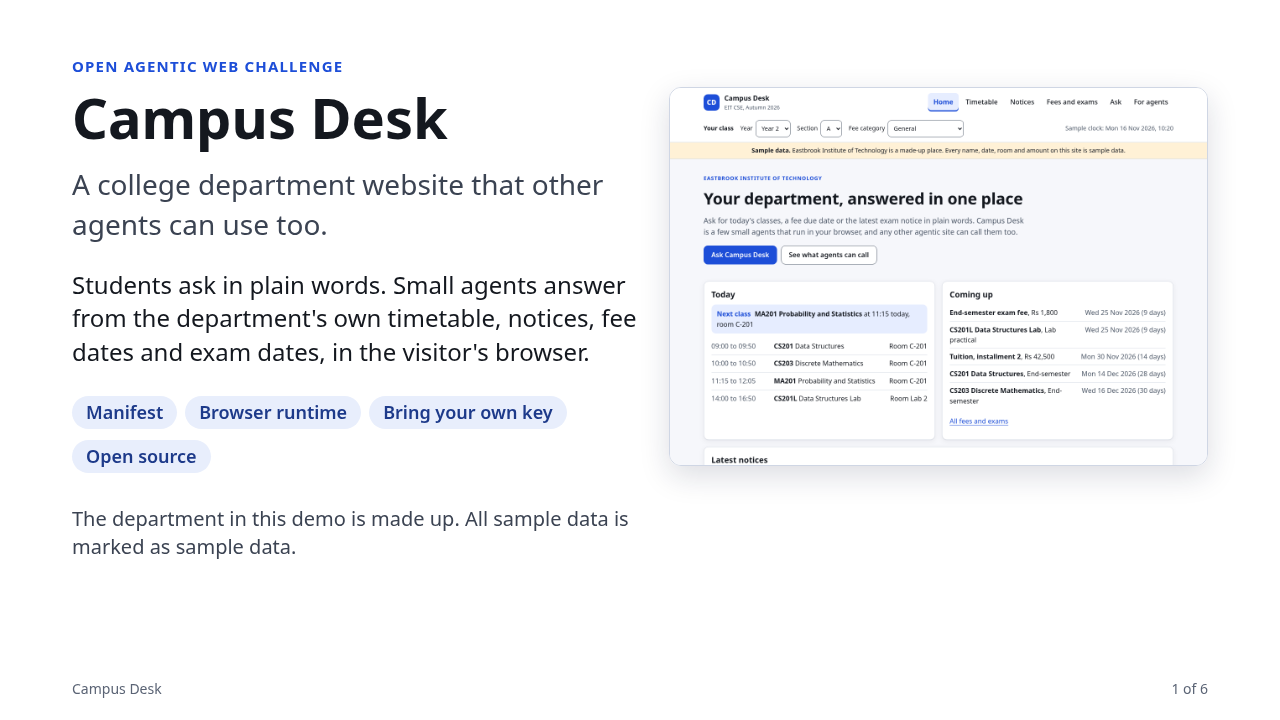 OPEN AGENTIC WEB CHALLENGE
Campus Desk
A college department website that other
agents can use too.
Students ask in plain words. Small agents answer
from the department's own timetable, notices, fee
dates and exam dates, in the visitor's browser.
Manifest Browser runtime Bring your own key
Open source
The department in this demo is made up. All sample data is
marked as sample data.
CD Campus Desk
EIT CSE, Autumn 2026
Home Timetable Notices Fees and exams Ask For agents
Your class Year Year 2 Section A Fee category General Sample clock: Mon 16 Nov 2026, 10:20
Sample data. Eastbrook Institute of Technology is a made-up place. Every name, date, room and amount on this site is sample data.
EASTBROOK INSTITUTE OF TECHNOLOGY
Your department, answered in one place
Ask for today's classes, a fee due date or the latest exam notice in plain words. Campus Desk
is a few small agents that run in your browser, and any other agentic site can call them too.
Ask Campus Desk See what agents can call
Today
Next class MA201 Probability and Statistics at 11:15 today,
room C-201
09:00 to 09:50 CS201 Data Structures Room C-201
10:00 to 10:50 CS203 Discrete Mathematics Room C-201
11:15 to 12:05 MA201 Probability and Statistics Room C-201
14:00 to 16:50 CS201L Data Structures Lab Room Lab 2
Coming up
End-semester exam fee, Rs 1,800 Wed 25 Nov 2026 (9 days)
CS201L Data Structures Lab, Lab Wed 25 Nov 2026 (9 days)
practical
Tuition, installment 2, Rs 42,500 Mon 30 Nov 2026 (14 days)
CS201 Data Structures, End-semester Mon 14 Dec 2026 (28 days)
CS203 Discrete Mathematics, End- Wed 16 Dec 2026 (30 days)
semester
All fees and exams
Latest notices
Campus Desk
1 of 6